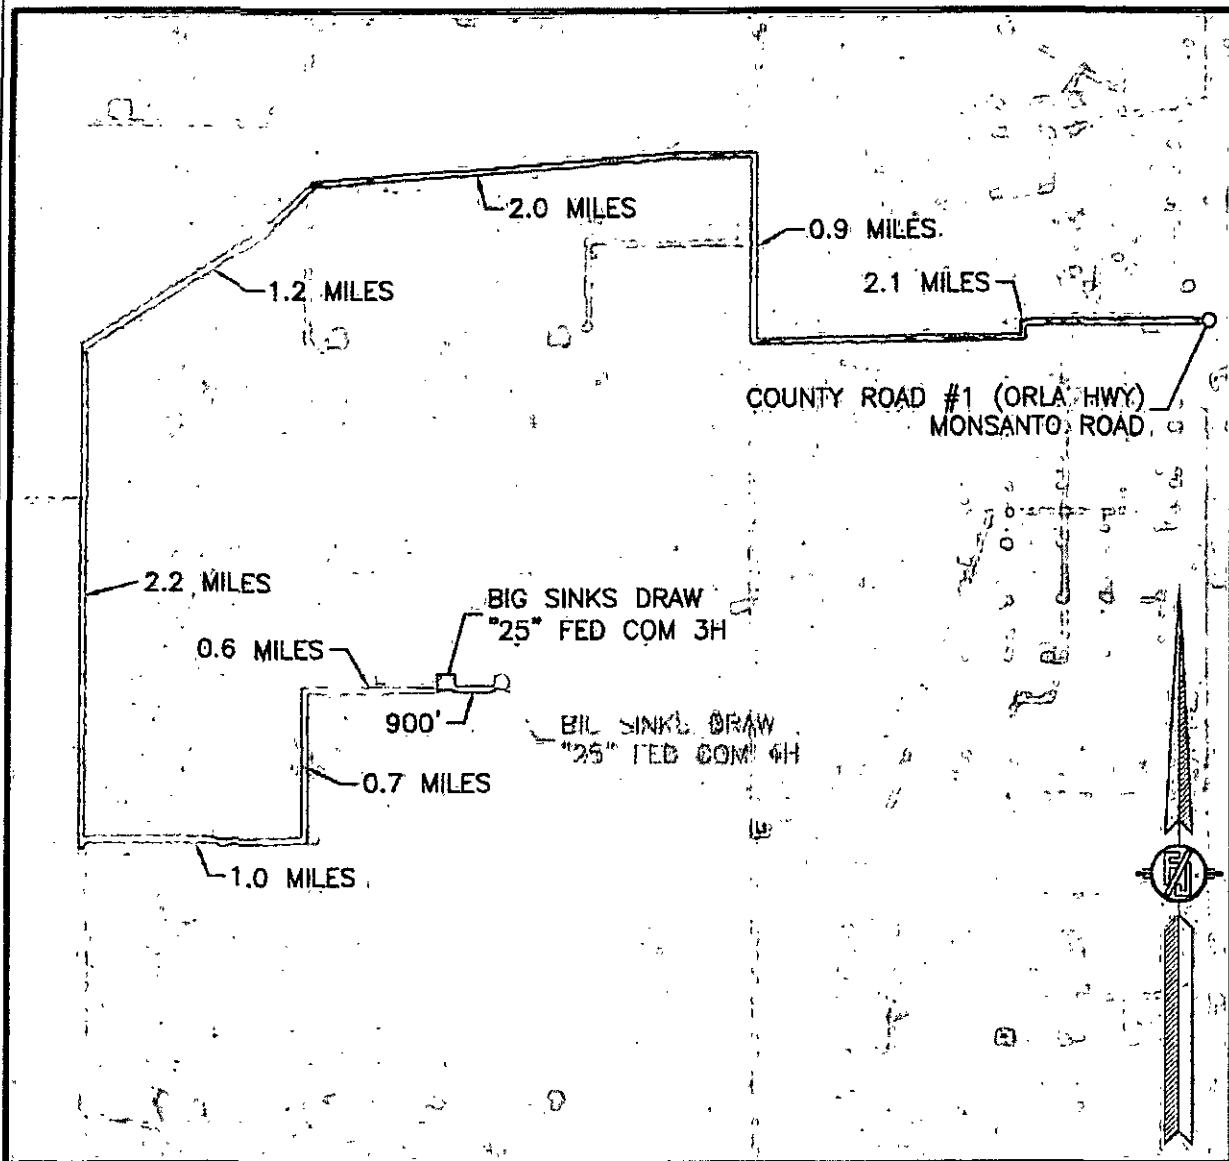 2.0 MILES
0.9 MILES
2.1 MILES
1.2 MILES
COUNTY ROAD #1 (ORLA HWY)
MONSANTO ROAD
2.2 MILES
BIG SINKS DRAW
"25" FED COM 3H
0.6 MILES
900'
SINKS DRAW
"25" FED COM 4H
0.7 MILES
1.0 MILES